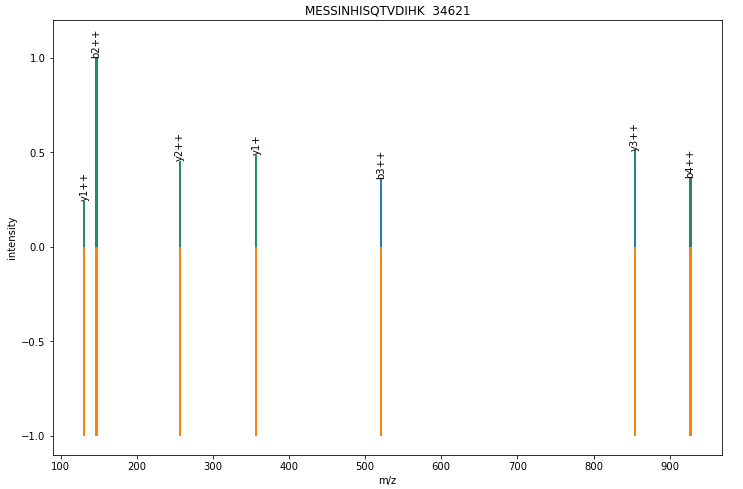 MESSINHISQTVDIHK  34621
b2++
y3++
y1+
y2++
b3++
b4++
y1++
1.0
0.5
0.0
−0.5
−1.0
intensity
100 200 300 400 500 600 700 800 900
m/z